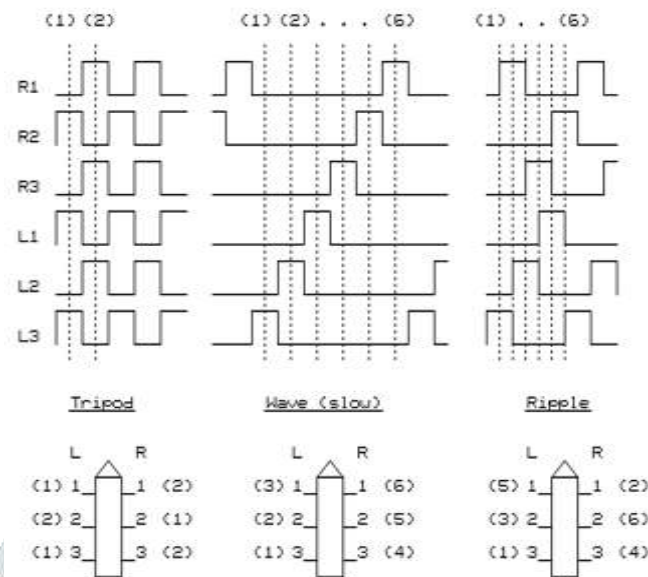 (1) (2) (1) (2) . . . (6) (1) . . (6)
R1
R2
R3
L1
L2
L3
Tripod Wave (slow) Ripple
L R L R L R
(1) 1 1 (2) (3) 1 1 (6) (5) 1 1 (2)
(2) 2 2 (1) (2) 2 2 (5) (3) 2 2 (6)
(1) 3 3 (2) (1) 3 3 (4) (1) 3 3 (4)